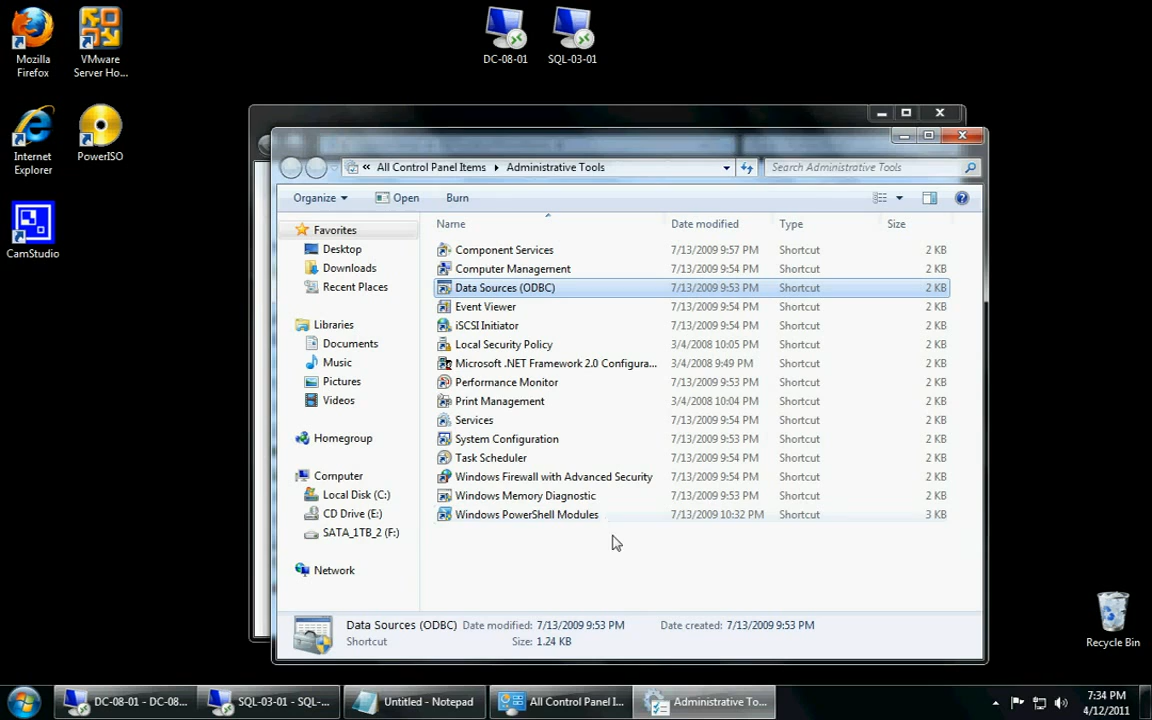 Mozilla
Firefox
VMware
Server Ho...
DC-08-01
SQL-03-01
Internet
Explorer
PowerISO
CamStudio
« All Control Panel Items ▸ Administrative Tools
Search Administrative Tools
Organize
Open
Burn
Name
Date modified
Type
Size
Favorites
Desktop
Downloads
Recent Places
Libraries
Documents
Music
Pictures
Videos
Homegroup
Computer
Local Disk (C:)
CD Drive (E:)
SATA_1TB_2 (F:)
Network
Component Services 7/13/2009 9:57 PM Shortcut 2 KB
Computer Management 7/13/2009 9:54 PM Shortcut 2 KB
Data Sources (ODBC) 7/13/2009 9:53 PM Shortcut 2 KB
Event Viewer 7/13/2009 9:54 PM Shortcut 2 KB
iSCSI Initiator 7/13/2009 9:54 PM Shortcut 2 KB
Local Security Policy 3/4/2008 10:05 PM Shortcut 2 KB
Microsoft .NET Framework 2.0 Configura... 3/4/2008 9:49 PM Shortcut 2 KB
Performance Monitor 7/13/2009 9:53 PM Shortcut 2 KB
Print Management 3/4/2008 10:04 PM Shortcut 2 KB
Services 7/13/2009 9:54 PM Shortcut 2 KB
System Configuration 7/13/2009 9:53 PM Shortcut 2 KB
Task Scheduler 7/13/2009 9:54 PM Shortcut 2 KB
Windows Firewall with Advanced Security 7/13/2009 9:54 PM Shortcut 2 KB
Windows Memory Diagnostic 7/13/2009 9:53 PM Shortcut 2 KB
Windows PowerShell Modules 7/13/2009 10:32 PM Shortcut 3 KB
Data Sources (ODBC) Date modified: 7/13/2009 9:53 PM Date created: 7/13/2009 9:53 PM
Shortcut Size: 1.24 KB
Recycle Bin
DC-08-01 - DC-08...
SQL-03-01 - SQL-...
Untitled - Notepad
All Control Panel I...
Administrative To...
7:34 PM
4/12/2011